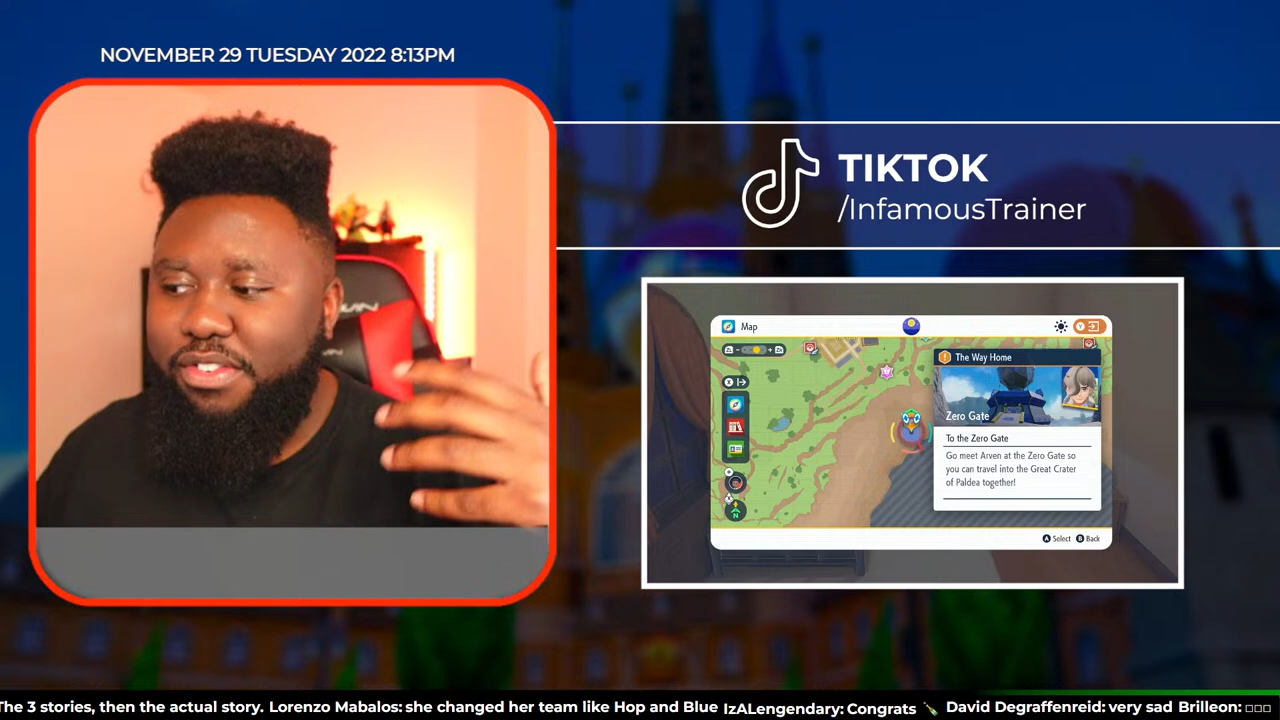 NOVEMBER 29 TUESDAY 2022 8:13PM
TIKTOK
/InfamousTrainer
Map
Y
The Way Home
X
Zero Gate
To the Zero Gate
Go meet Arven at the Zero Gate so
you can travel into the Great Crater
of Paldea together!
N
A Select B Back
The 3 stories, then the actual story. Lorenzo Mabalos: she changed her team like Hop and Blue IzALengendary: Congrats 🍾 David Degraffenreid: very sad Brilleon: □□□